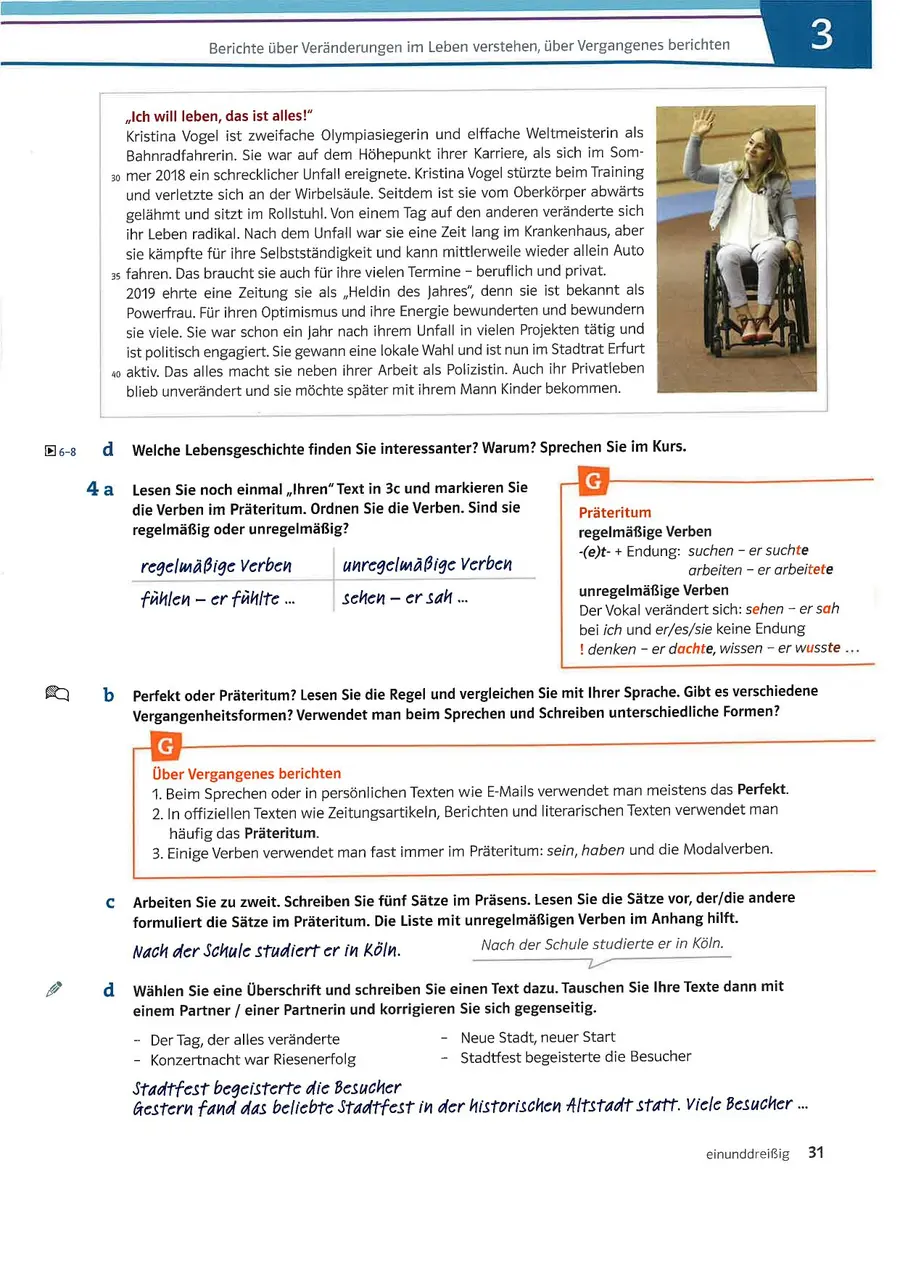 Berichte über Veränderungen im Leben verstehen, über Vergangenes berichten
3
„Ich will leben, das ist alles!“
Kristina Vogel ist zweifache Olympiasiegerin und elffache Weltmeisterin als
Bahnradfahrerin. Sie war auf dem Höhepunkt ihrer Karriere, als sich im Som-
30 mer 2018 ein schrecklicher Unfall ereignete. Kristina Vogel stürzte beim Training
und verletzte sich an der Wirbelsäule. Seitdem ist sie vom Oberkörper abwärts
gelähmt und sitzt im Rollstuhl. Von einem Tag auf den anderen veränderte sich
ihr Leben radikal. Nach dem Unfall war sie eine Zeit lang im Krankenhaus, aber
sie kämpfte für ihre Selbstständigkeit und kann mittlerweile wieder allein Auto
35 fahren. Das braucht sie auch für ihre vielen Termine – beruflich und privat.
2019 ehrte eine Zeitung sie als „Heldin des Jahres“, denn sie ist bekannt als
Powerfrau. Für ihren Optimismus und ihre Energie bewunderten und bewundern
sie viele. Sie war schon ein Jahr nach ihrem Unfall in vielen Projekten tätig und
ist politisch engagiert. Sie gewann eine lokale Wahl und ist nun im Stadtrat Erfurt
40 aktiv. Das alles macht sie neben ihrer Arbeit als Polizistin. Auch ihr Privatleben
blieb unverändert und sie möchte später mit ihrem Mann Kinder bekommen.
6–8 d Welche Lebensgeschichte finden Sie interessanter? Warum? Sprechen Sie im Kurs.
4 a Lesen Sie noch einmal „Ihren“ Text in 3c und markieren Sie
die Verben im Präteritum. Ordnen Sie die Verben. Sind sie
regelmäßig oder unregelmäßig?
regelmäßige Verben unregelmäßige Verben
fühlen – er fühlte ... sehen – er sah ...
G
Präteritum
regelmäßige Verben
-(e)t- + Endung: suchen – er suchte
arbeiten – er arbeitete
unregelmäßige Verben
Der Vokal verändert sich: sehen – er sah
bei ich und er/es/sie keine Endung
! denken – er dachte, wissen – er wusste ...
b Perfekt oder Präteritum? Lesen Sie die Regel und vergleichen Sie mit Ihrer Sprache. Gibt es verschiedene
Vergangenheitsformen? Verwendet man beim Sprechen und Schreiben unterschiedliche Formen?
G
Über Vergangenes berichten
1. Beim Sprechen oder in persönlichen Texten wie E-Mails verwendet man meistens das Perfekt.
2. In offiziellen Texten wie Zeitungsartikeln, Berichten und literarischen Texten verwendet man
häufig das Präteritum.
3. Einige Verben verwendet man fast immer im Präteritum: sein, haben und die Modalverben.
c Arbeiten Sie zu zweit. Schreiben Sie fünf Sätze im Präsens. Lesen Sie die Sätze vor, der/die andere
formuliert die Sätze im Präteritum. Die Liste mit unregelmäßigen Verben im Anhang hilft.
Nach der Schule studiert er in Köln. Nach der Schule studierte er in Köln.
d Wählen Sie eine Überschrift und schreiben Sie einen Text dazu. Tauschen Sie Ihre Texte dann mit
einem Partner / einer Partnerin und korrigieren Sie sich gegenseitig.
– Der Tag, der alles veränderte – Neue Stadt, neuer Start
– Konzertnacht war Riesenerfolg – Stadtfest begeisterte die Besucher
Stadtfest begeisterte die Besucher
Gestern fand das beliebte Stadtfest in der historischen Altstadt statt. Viele Besucher ...
einunddreißig 31